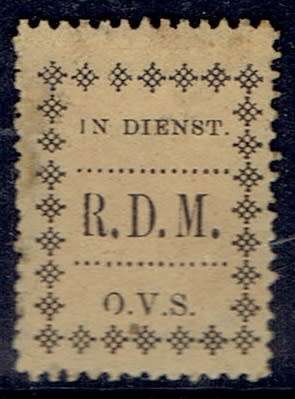 IN DIENST.
R. D. M.
O.V.S.